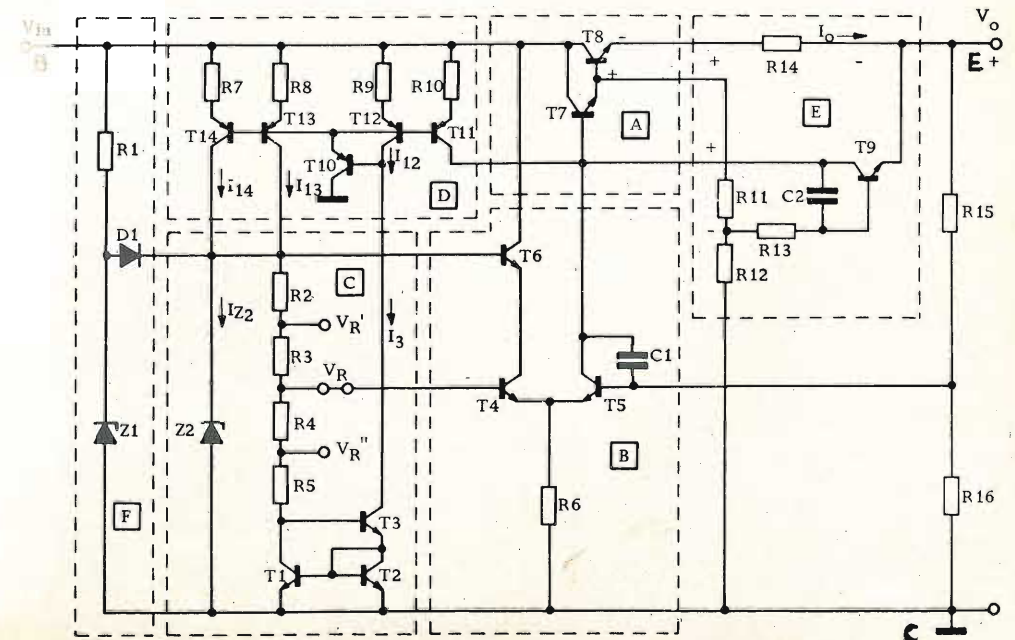 Vin
B
R7
R8
R9
R10
T8
-
+
R14
Io
+
-
Vo
E +
T14
T13
T12
T11
T7
A
E
T9
R1
T10
I12
+
i14
I13
D
R11
C2
R15
D1
-
R13
R2
C
T6
R12
IZ2
VR'
I3
R3
C1
VR
T4
T5
R4
Z1
Z2
VR"
B
R5
R6
R16
F
T3
T1
T2
C